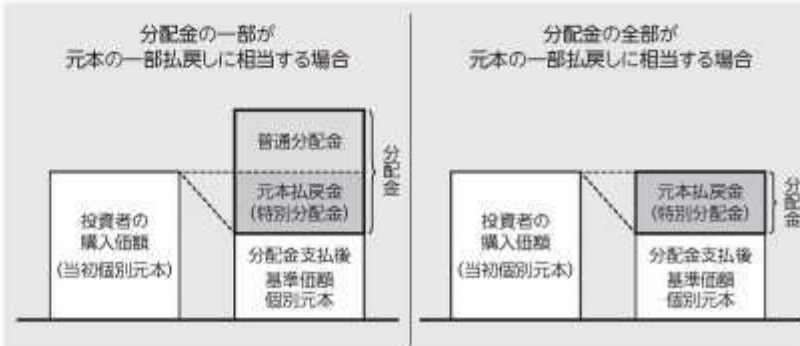 分配金の一部が
元本の一部払戻しに相当する場合
普通分配金
元本払戻金
(特別分配金)
分配金
投資者の
購入価額
(当初個別元本)
分配金支払後
基準価額
個別元本
分配金の全部が
元本の一部払戻しに相当する場合
元本払戻金
(特別分配金)
分配金
投資者の
購入価額
(当初個別元本)
分配金支払後
基準価額
個別元本